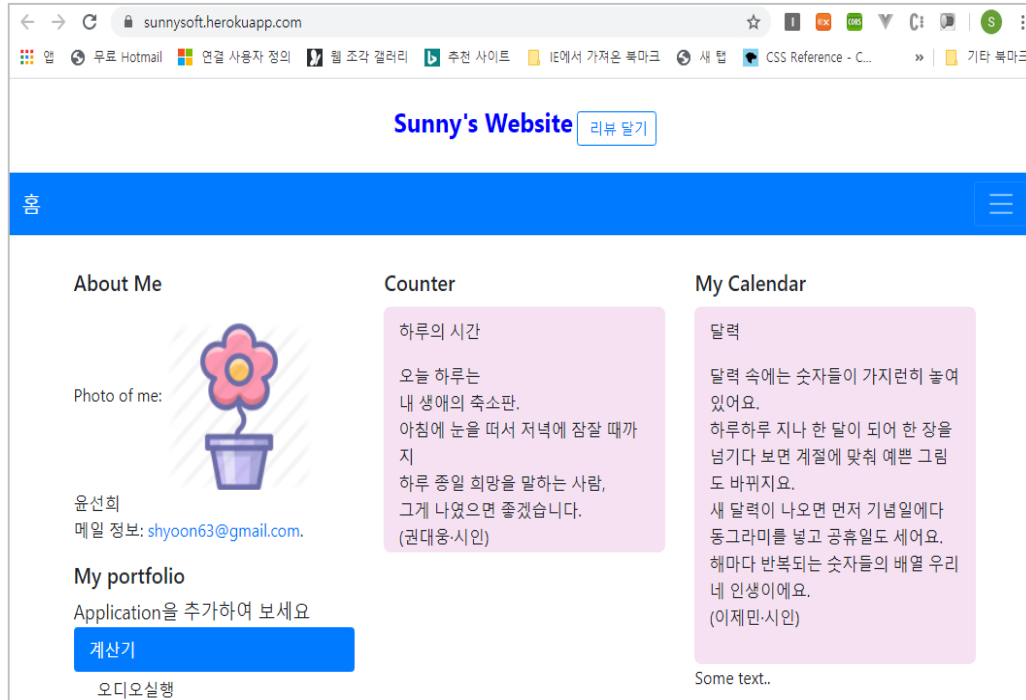 sunnysoft.herokuapp.com
앱 무료 Hotmail 연결 사용자 정의 웹 조각 갤러리 추천 사이트 IE에서 가져온 북마크 새 탭 CSS Reference - C... » 기타 북마크
Sunny's Website 리뷰 달기
홈
About Me
Photo of me:
윤선희
메일 정보: shyoon63@gmail.com.
My portfolio
Application을 추가하여 보세요
계산기
오디오실행
Counter
하루의 시간
오늘 하루는
내 생애의 축소판.
아침에 눈을 떠서 저녁에 잠잘 때까
지
하루 종일 희망을 말하는 사람,
그게 나였으면 좋겠습니다.
(권대웅·시인)
My Calendar
달력
달력 속에는 숫자들이 가지런히 놓여
있어요.
하루하루 지나 한 달이 되어 한 장을
넘기다 보면 계절에 맞춰 예쁜 그림
도 바뀌지요.
새 달력이 나오면 먼저 기념일에다
동그라미를 넣고 공휴일도 세어요.
해마다 반복되는 숫자들의 배열 우리
네 인생이에요.
(이제민·시인)
Some text..